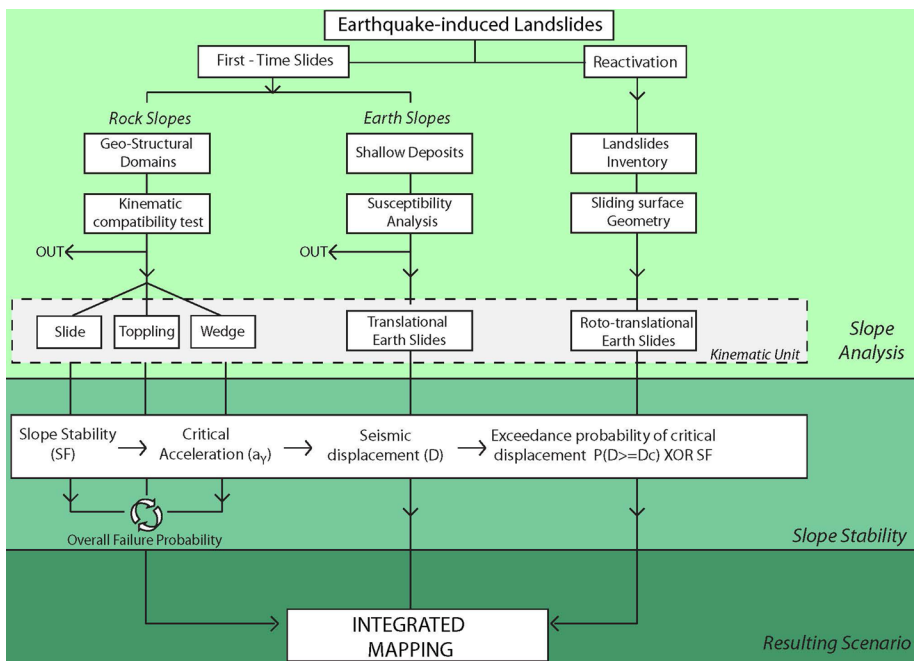 Earthquake-induced Landslides
First - Time Slides
Reactivation
Rock Slopes
Earth Slopes
Geo-Structural
Domains
Shallow Deposits
Landslides
Inventory
Kinematic
compatibility test
Susceptibility
Analysis
Sliding surface
Geometry
OUT
OUT
Slide
Toppling
Wedge
Translational
Earth Slides
Roto-translational
Earth Slides
Kinematic Unit
Slope
Analysis
Slope Stability
(SF)
Critical
Acceleration (aY)
Seismic
displacement (D)
Exceedance probability of critical
displacement P(D>=Dc) XOR SF
Overall Failure Probability
Slope Stability
INTEGRATED
MAPPING
Resulting Scenario